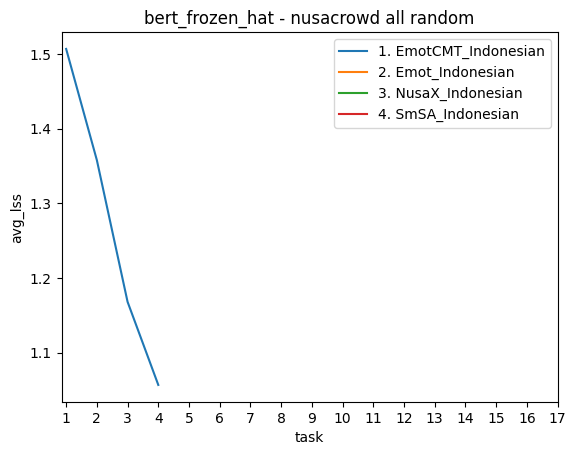 bert_frozen_hat - nusacrowd all random
1. EmotCMT_Indonesian
2. Emot_Indonesian
3. NusaX_Indonesian
4. SmSA_Indonesian
1.5
1.4
1.3
1.2
1.1
avg_lss
1 2 3 4 5 6 7 8 9 10 11 12 13 14 15 16 17
task